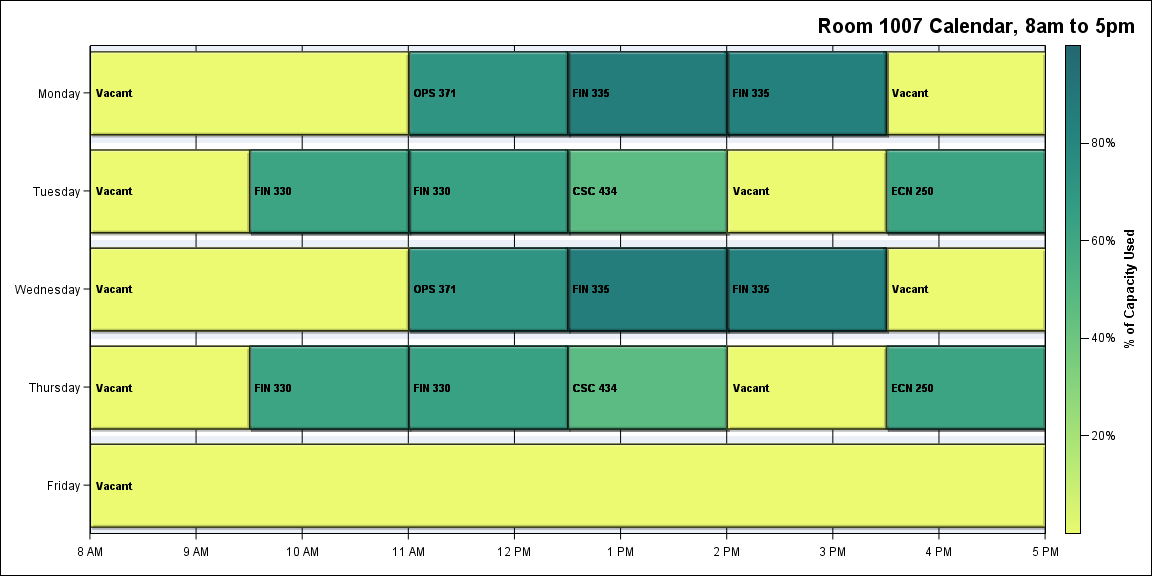 Room 1007 Calendar, 8am to 5pm
Monday Vacant OPS 371 FIN 335 FIN 335 Vacant
80%
Tuesday Vacant FIN 330 FIN 330 CSC 434 Vacant ECN 250
60%
% of Capacity Used
Wednesday Vacant OPS 371 FIN 335 FIN 335 Vacant
40%
Thursday Vacant FIN 330 FIN 330 CSC 434 Vacant ECN 250
20%
Friday Vacant
8 AM 9 AM 10 AM 11 AM 12 PM 1 PM 2 PM 3 PM 4 PM 5 PM